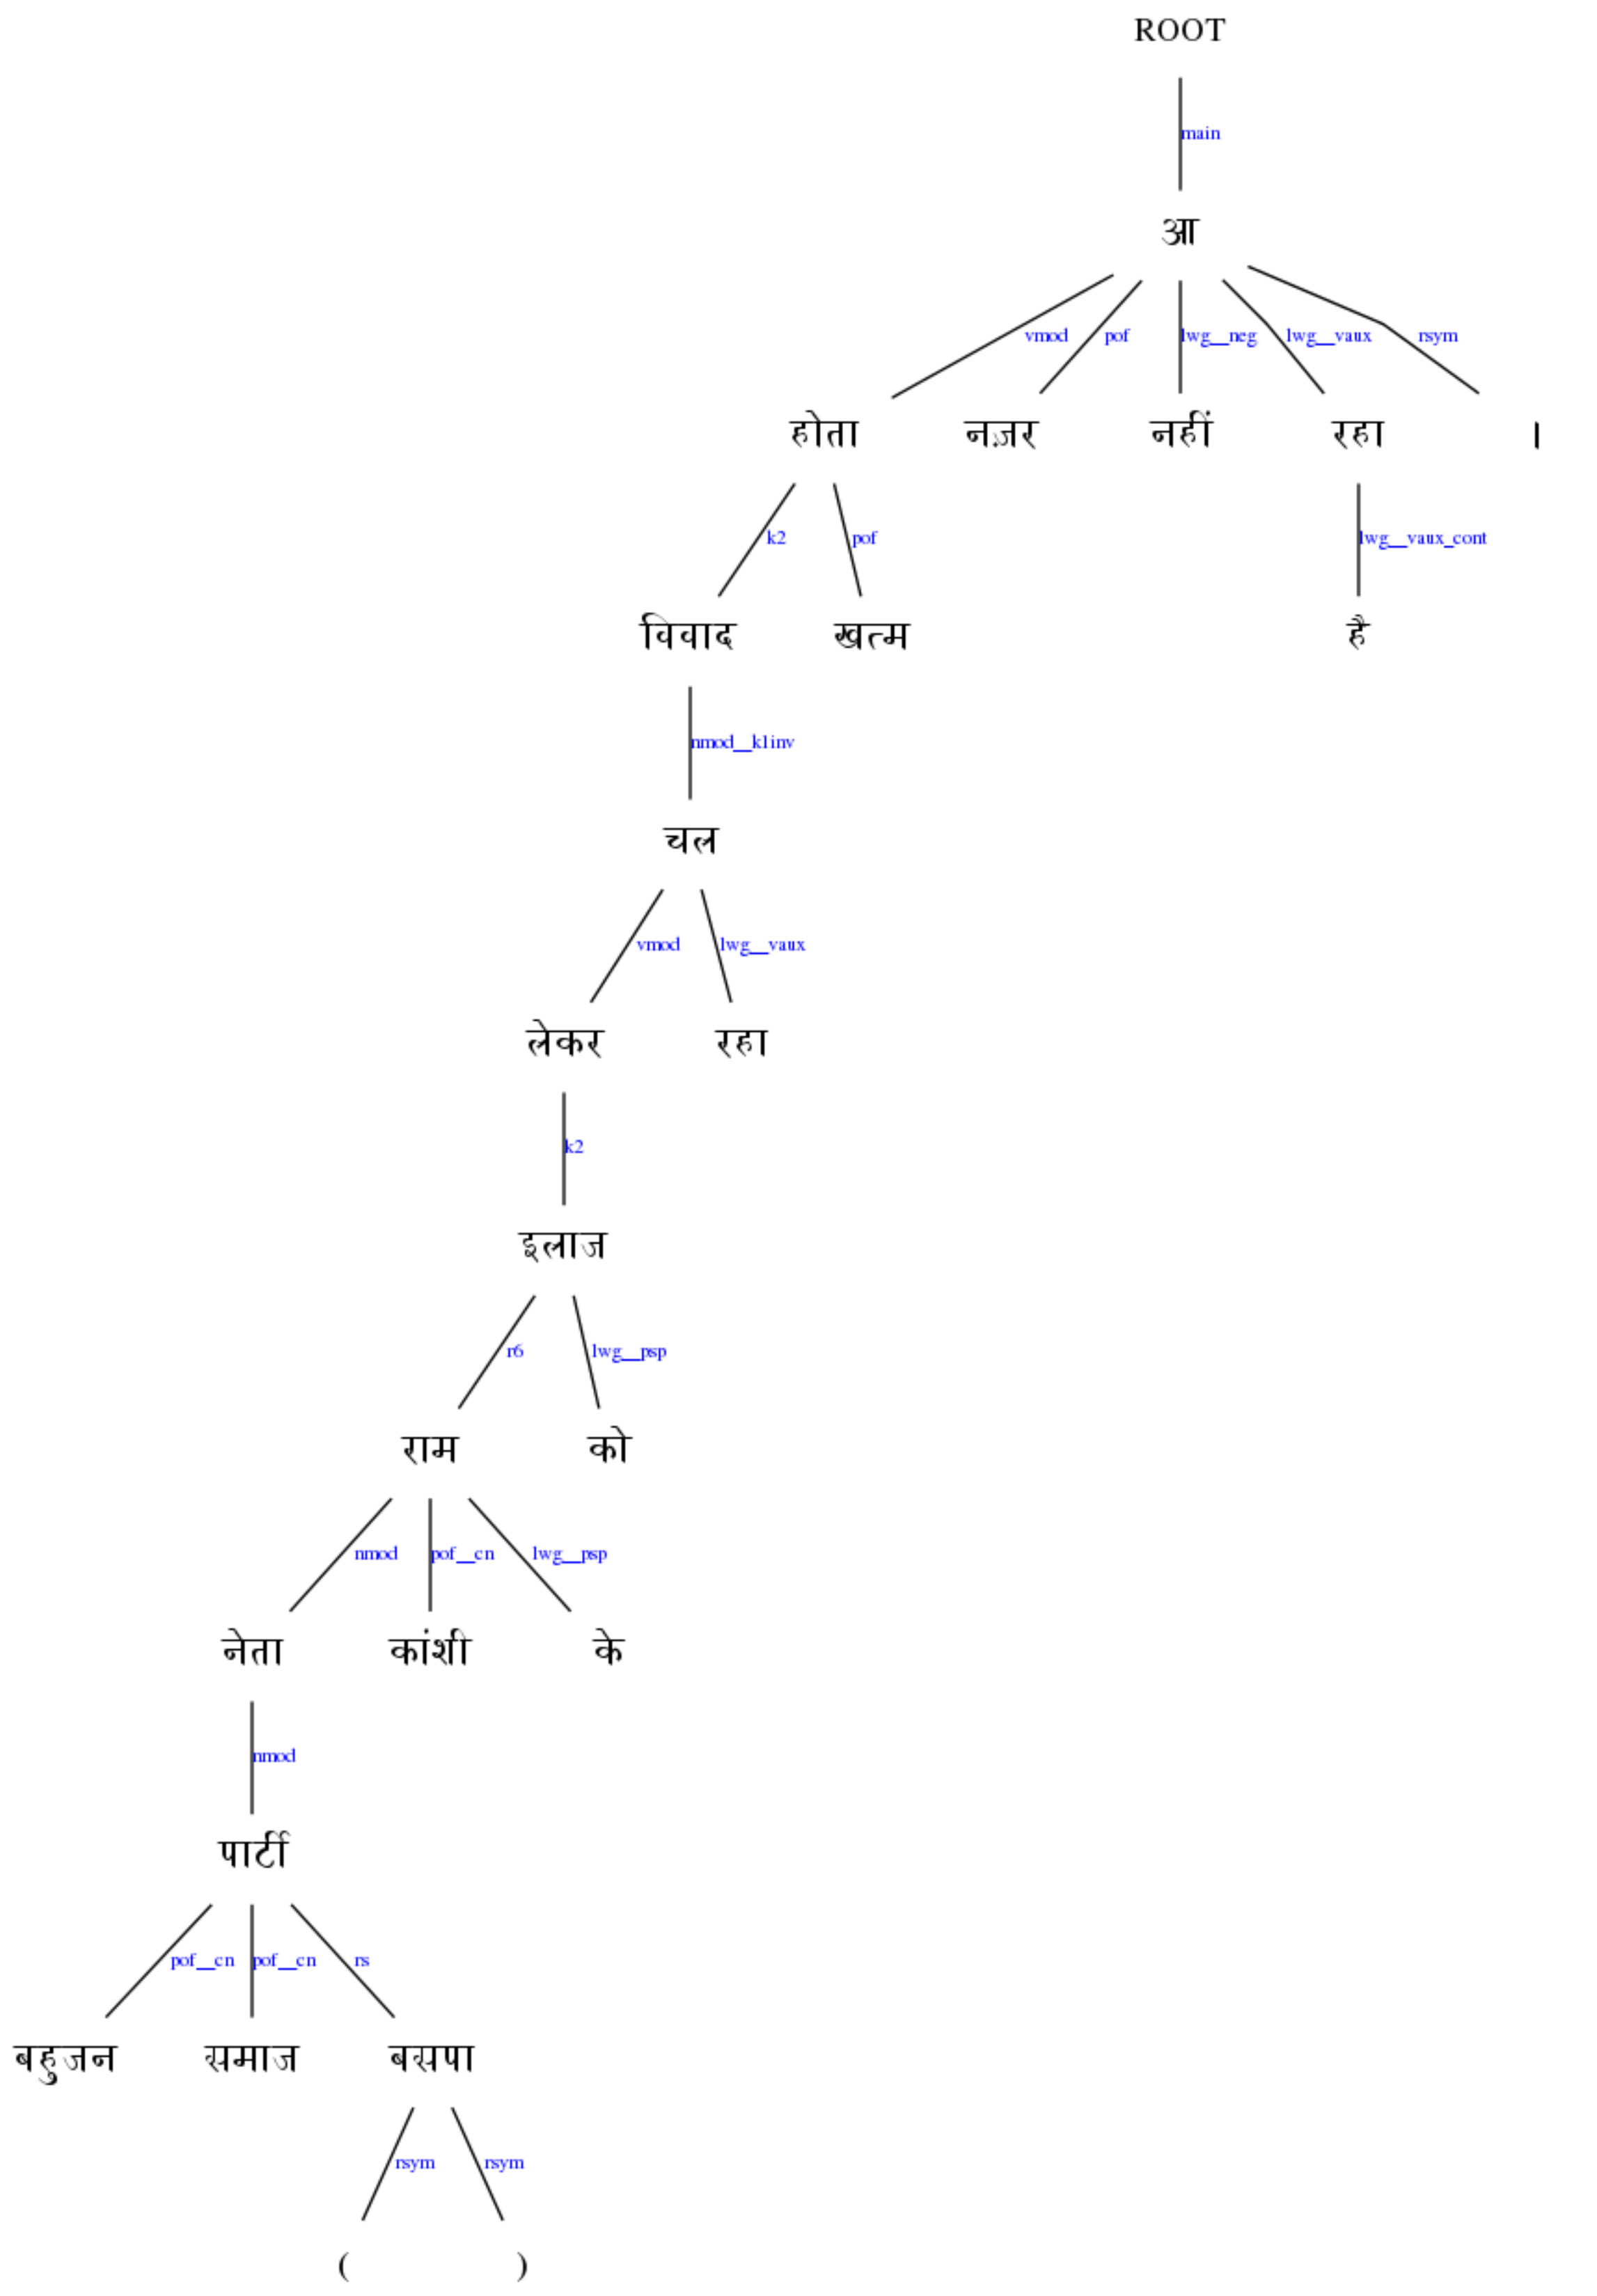 ROOT
main
आ
vmod pof lwg__neg lwg__vaux rsym
होता नज़र नहीं रहा ।
k2 pof lwg__vaux_cont
विवाद खत्म है
nmod__k1inv
चल
vmod lwg__vaux
लेकर रहा
k2
इलाज
r6 lwg__psp
राम को
nmod pof__cn lwg__psp
नेता कांशी के
nmod
पार्टी
pof__cn pof__cn rs
बहुजन समाज बसपा
rsym rsym
( )